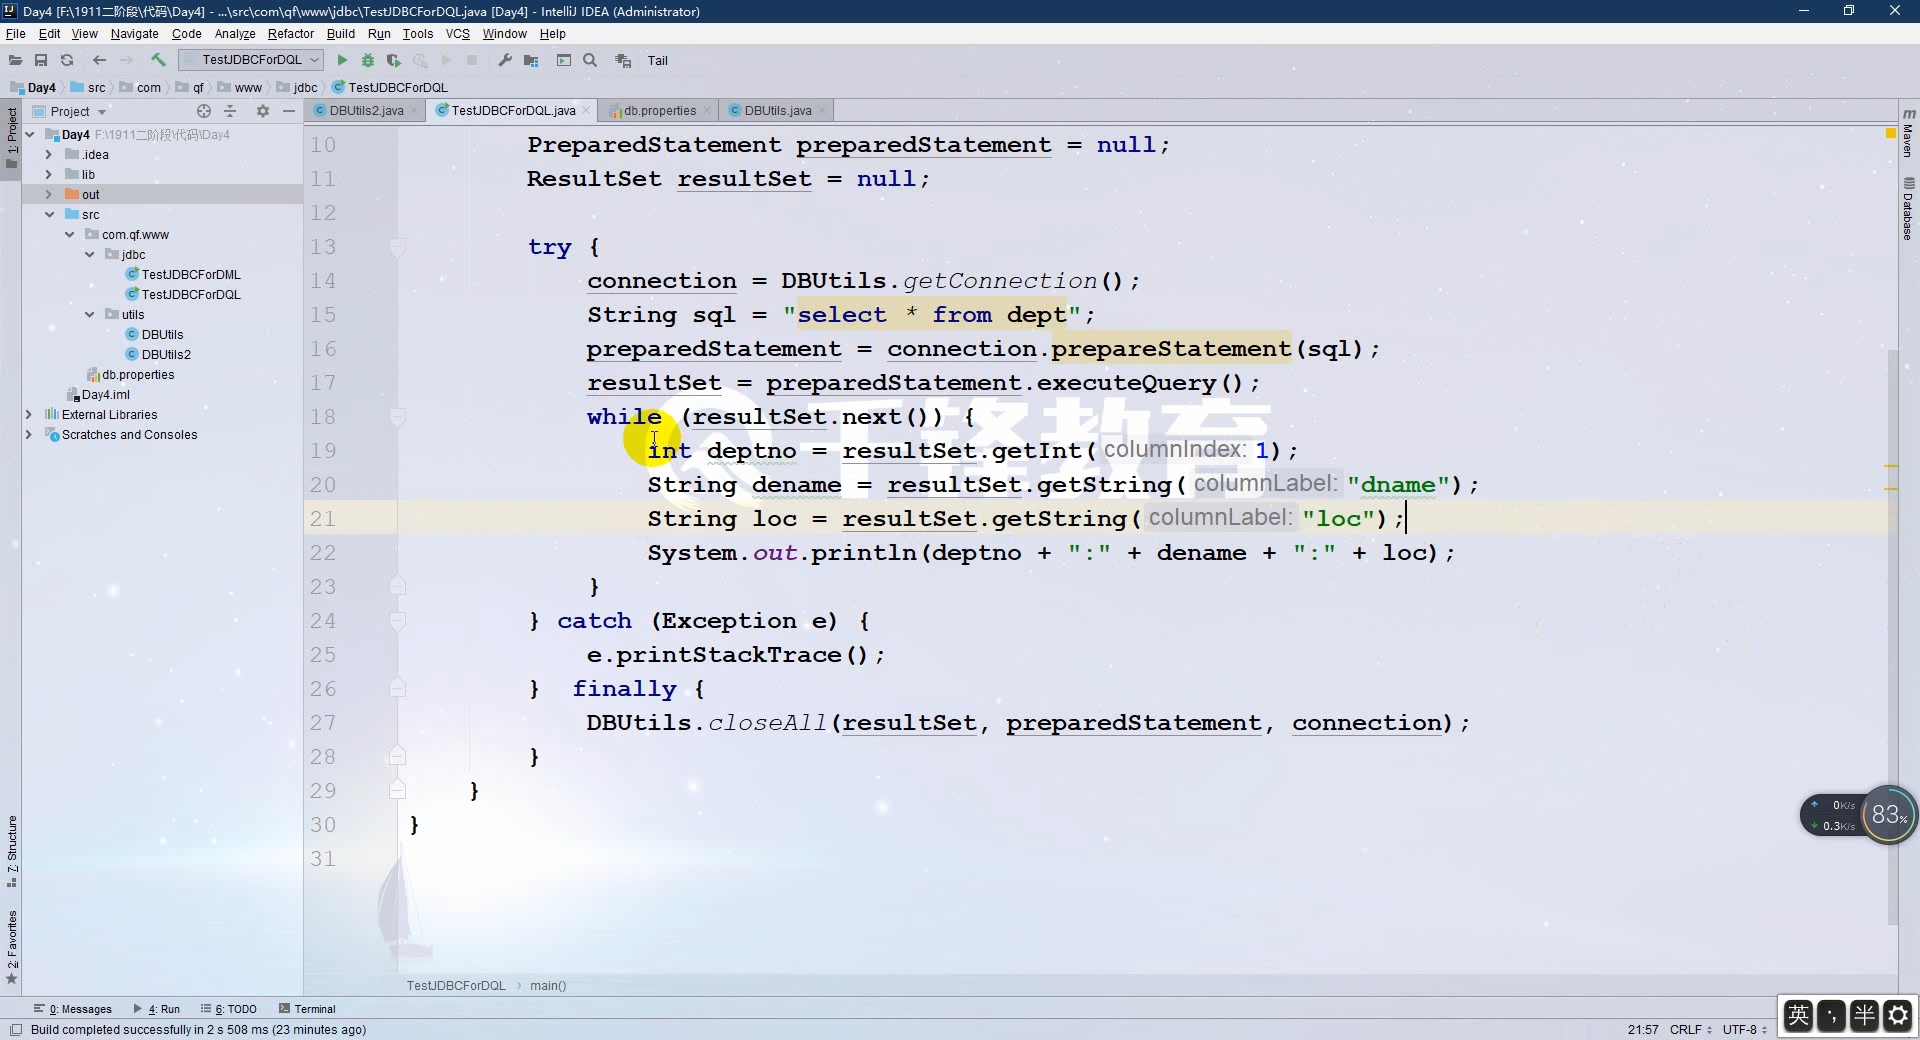 Day4 [F:\1911二阶段\代码\Day4] - ...\src\com\qf\www\jdbc\TestJDBCForDQL.java [Day4] - IntelliJ IDEA (Administrator)
File Edit View Navigate Code Analyze Refactor Build Run Tools VCS Window Help
TestJDBCForDQL Tail
Day4 src com qf www jdbc TestJDBCForDQL
Project
DBUtils2.java TestJDBCForDQL.java db.properties DBUtils.java
1: Project
7: Structure
2: Favorites
Maven
Database
Day4 F:\1911二阶段\代码\Day4
.idea
lib
out
src
com.qf.www
jdbc
TestJDBCForDML
TestJDBCForDQL
utils
DBUtils
DBUtils2
db.properties
Day4.iml
External Libraries
Scratches and Consoles
10 PreparedStatement preparedStatement = null;
11 ResultSet resultSet = null;
12
13 try {
14 connection = DBUtils.getConnection();
15 String sql = "select * from dept";
16 preparedStatement = connection.prepareStatement(sql);
17 resultSet = preparedStatement.executeQuery();
18 while (resultSet.next()) {
19 int deptno = resultSet.getInt( columnIndex: 1);
20 String dename = resultSet.getString( columnLabel: "dname");
21 String loc = resultSet.getString( columnLabel: "loc");
22 System.out.println(deptno + ":" + dename + ":" + loc);
23 }
24 } catch (Exception e) {
25 e.printStackTrace();
26 } finally {
27 DBUtils.closeAll(resultSet, preparedStatement, connection);
28 }
29 }
30 }
31
千锋教育
0K/s
0.3K/s
83%
TestJDBCForDQL › main()
0: Messages 4: Run 6: TODO Terminal
Build completed successfully in 2 s 508 ms (23 minutes ago)
21:57 CRLF UTF-8
英 半